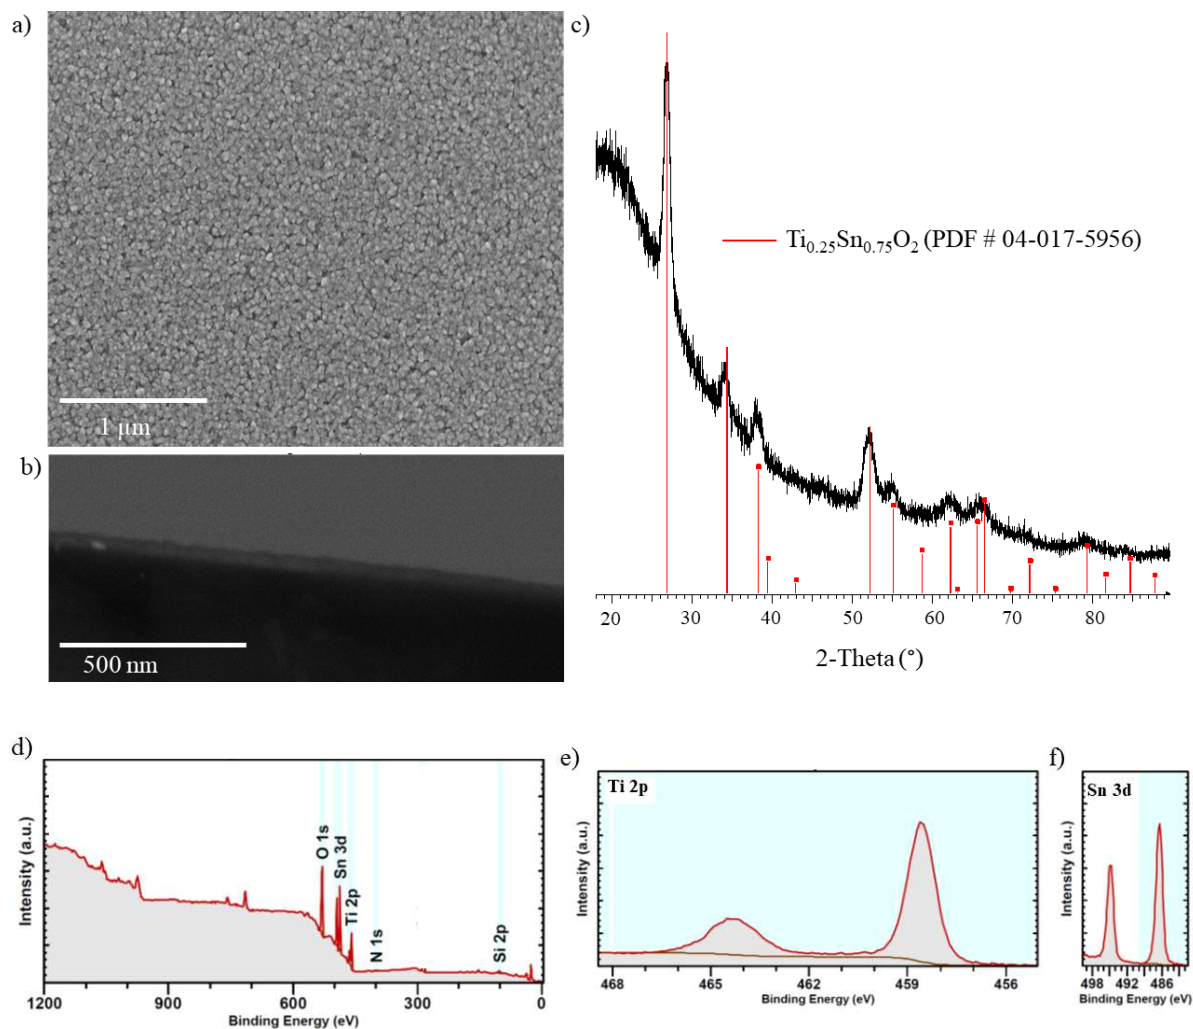 a)
1 μm
b)
500 nm
c)
Ti0.25Sn0.75O2 (PDF # 04-017-5956)
20 30 40 50 60 70 80
2-Theta (°)
d)
Intensity (a.u.)
O 1s
Sn 3d
Ti 2p
N 1s
Si 2p
1200 900 600 300 0
Binding Energy (eV)
e)
Ti 2p
Intensity (a.u.)
468 465 462 459 456
Binding Energy (eV)
f)
Sn 3d
Intensity (a.u.)
498 492 486
Binding Energy (eV)